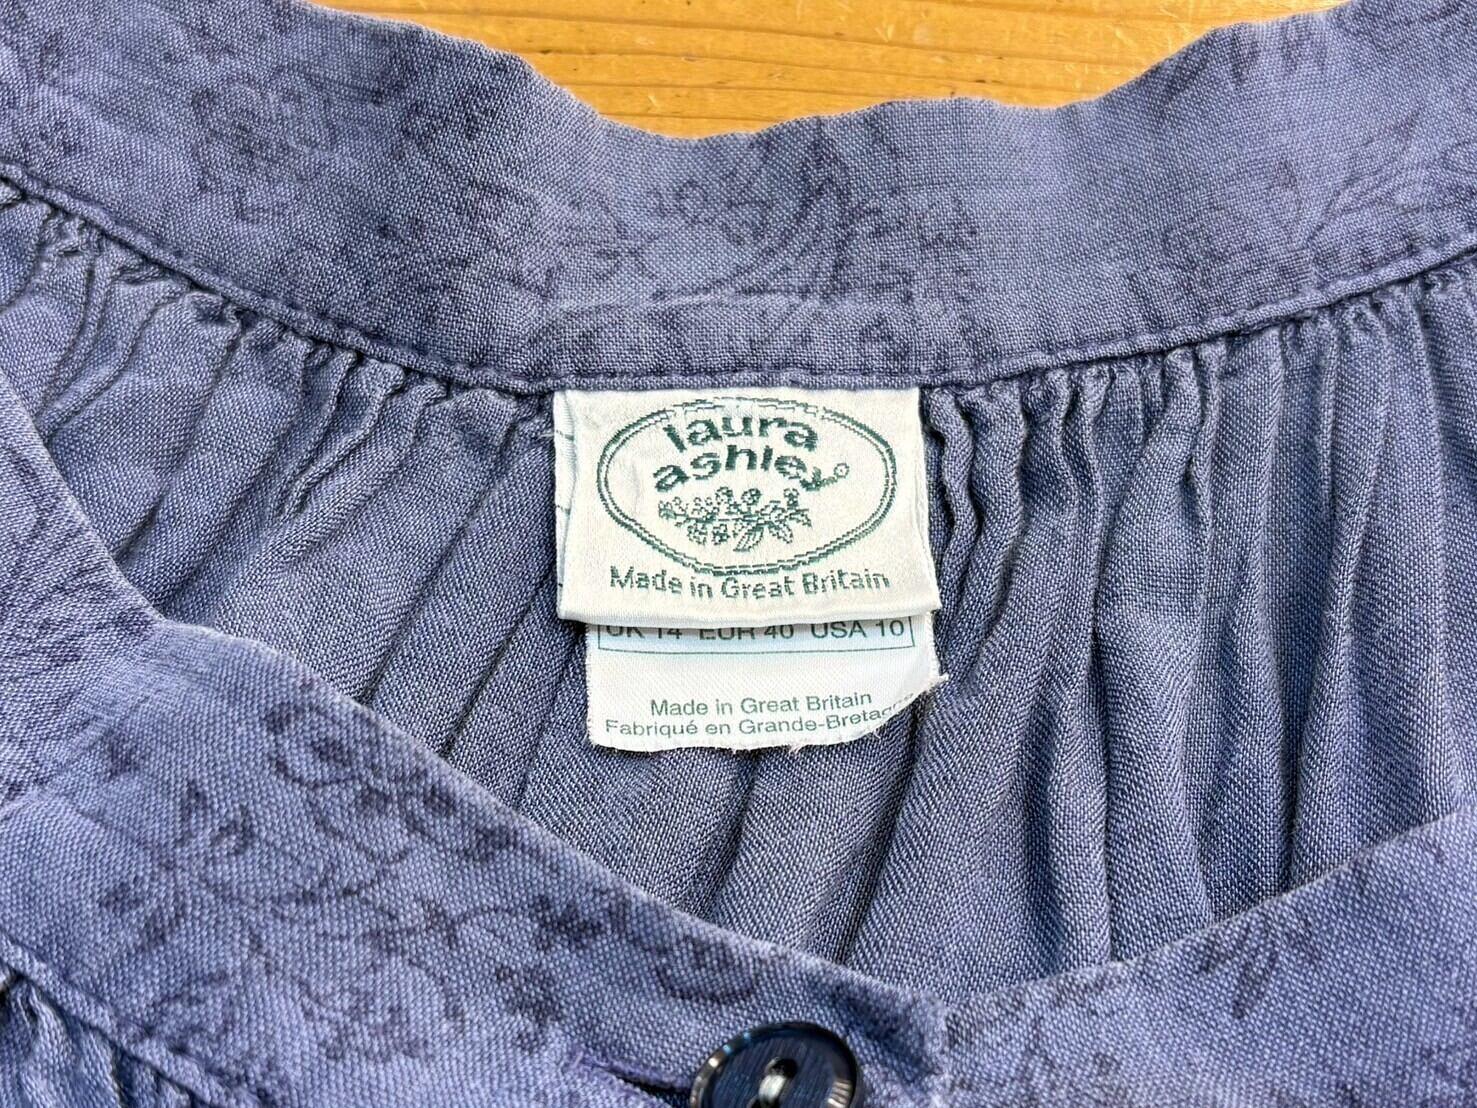 laura
ashley
Made in Great Britain
UK 14 EUR 40 USA 10
Made in Great Britain
Fabriqué en Grande-Bretagne